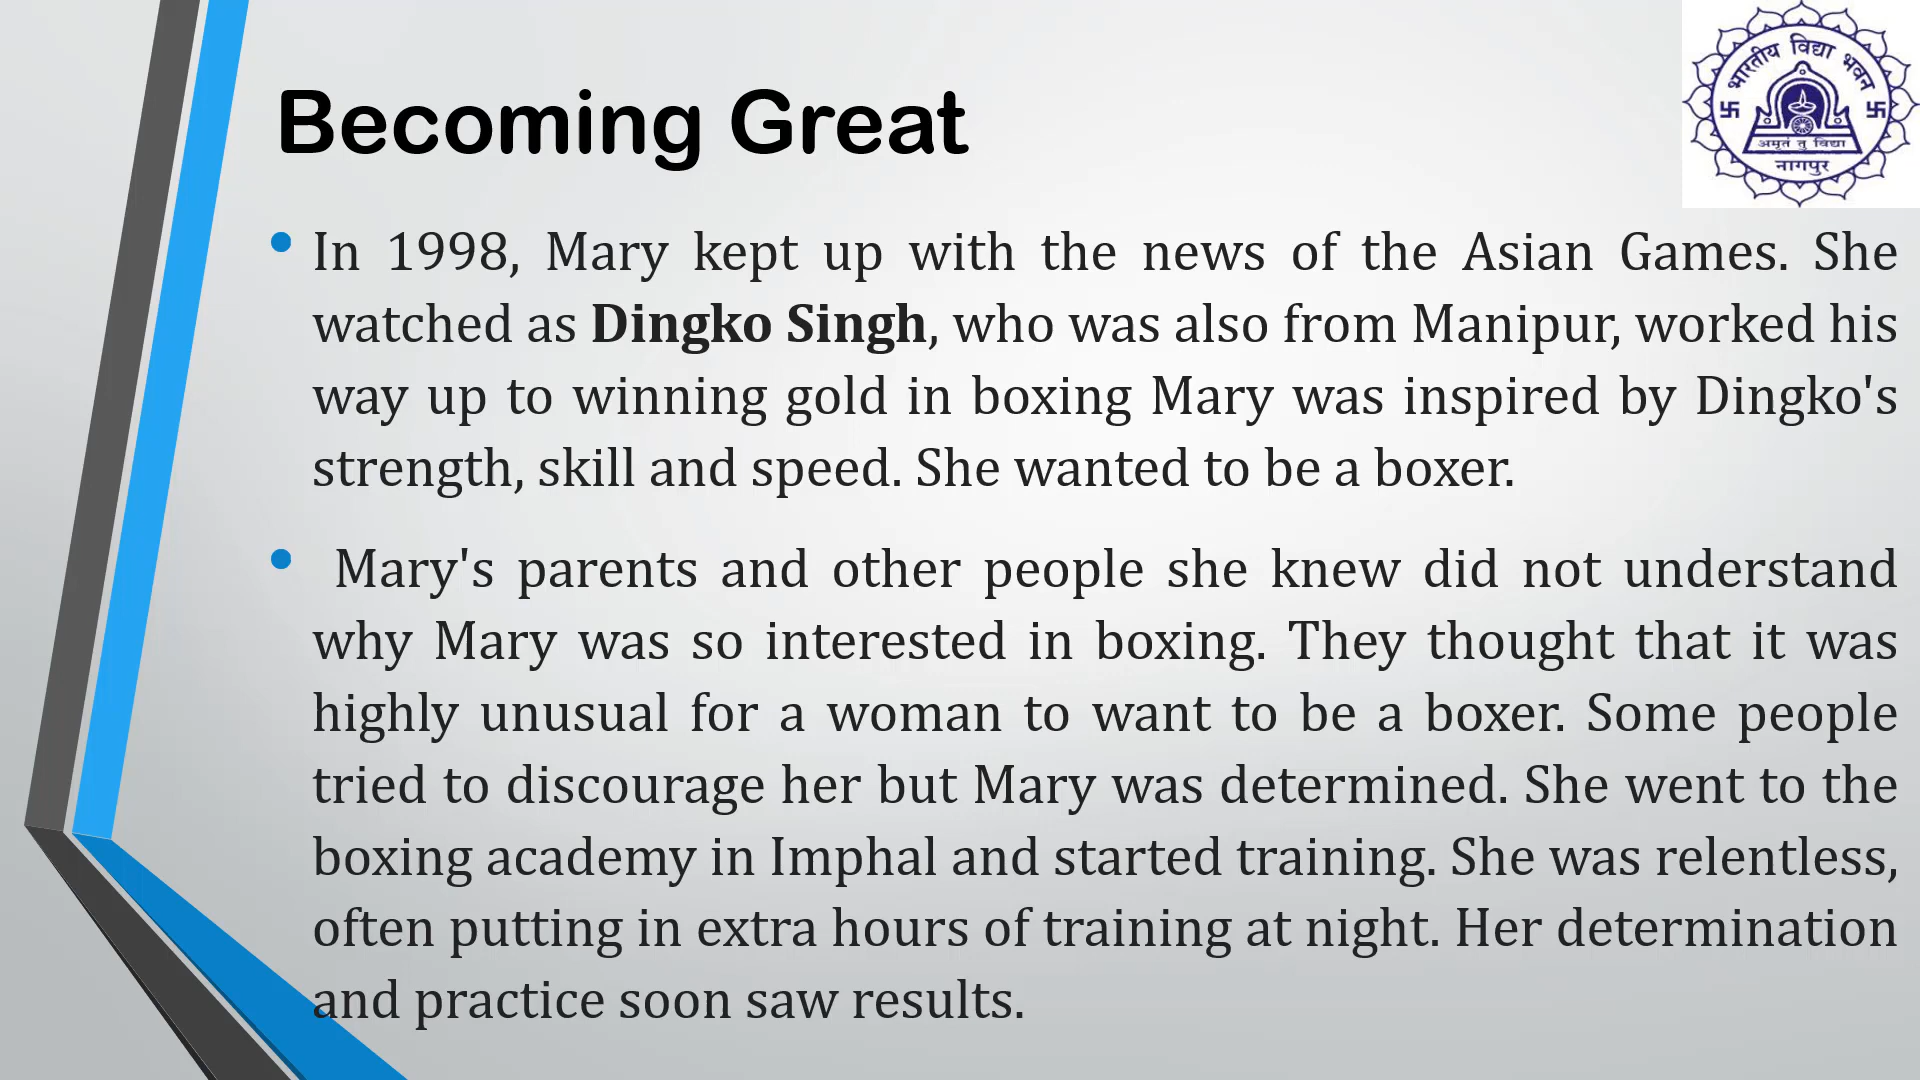 Becoming Great
भारतीय विद्या भवन
अमृतं तु विद्या
नागपुर
• In 1998, Mary kept up with the news of the Asian Games. She
watched as Dingko Singh, who was also from Manipur, worked his
way up to winning gold in boxing Mary was inspired by Dingko's
strength, skill and speed. She wanted to be a boxer.
• Mary's parents and other people she knew did not understand
why Mary was so interested in boxing. They thought that it was
highly unusual for a woman to want to be a boxer. Some people
tried to discourage her but Mary was determined. She went to the
boxing academy in Imphal and started training. She was relentless,
often putting in extra hours of training at night. Her determination
and practice soon saw results.